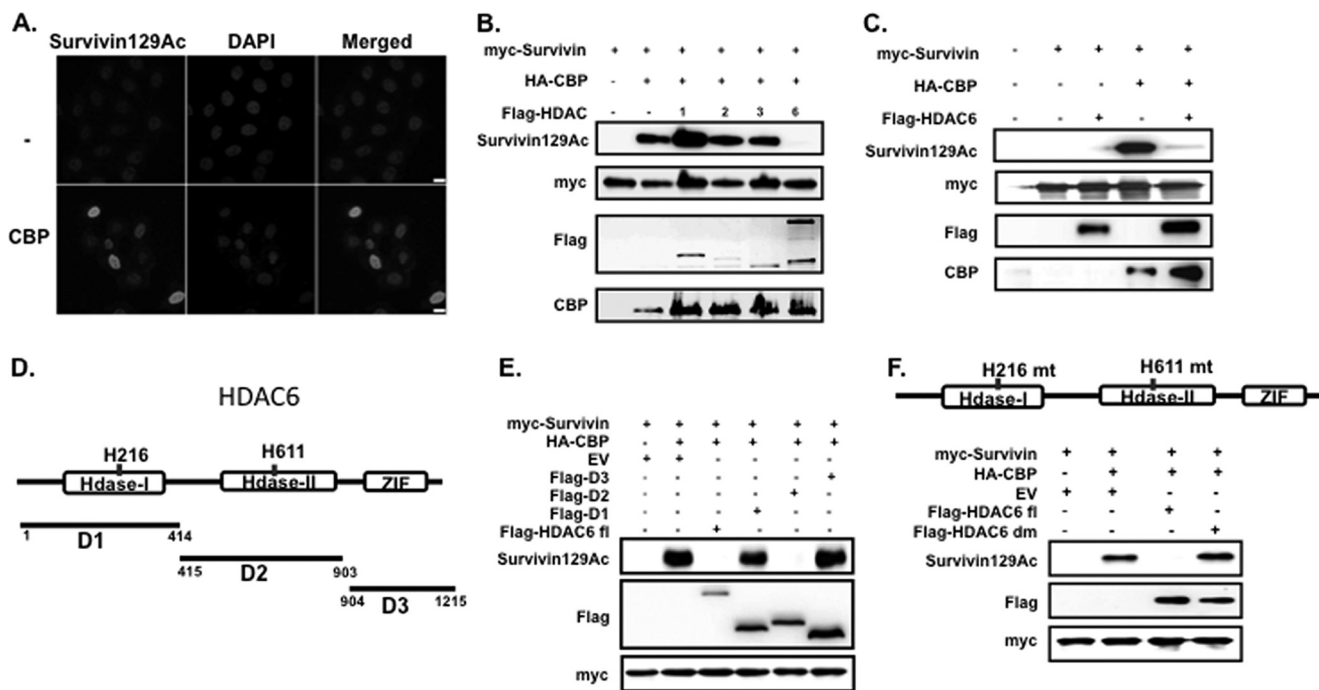 A.
Survivin129Ac DAPI Merged
-
CBP
B.
myc-Survivin + + + + + +
HA-CBP - + + + + +
Flag-HDAC - - 1 2 3 6
Survivin129Ac
myc
Flag
CBP
C.
myc-Survivin - + + + +
HA-CBP - - - + +
Flag-HDAC6 - - + - +
Survivin129Ac
myc
Flag
CBP
D.
HDAC6
H216 H611
Hdase-I Hdase-II ZIF
1 414
D1
415 903
D2
904 1215
D3
E.
myc-Survivin + + + + + +
HA-CBP - + + + + +
EV + + - - - -
Flag-D3 - - - - - +
Flag-D2 - - - - + -
Flag-D1 - - - + - -
Flag-HDAC6 fl - - + - - -
Survivin129Ac
Flag
myc
F.
H216 mt H611 mt
Hdase-I Hdase-II ZIF
myc-Survivin + + + +
HA-CBP - + + +
EV + + - -
Flag-HDAC6 fl - - + -
Flag-HDAC6 dm - - - +
Survivin129Ac
Flag
myc